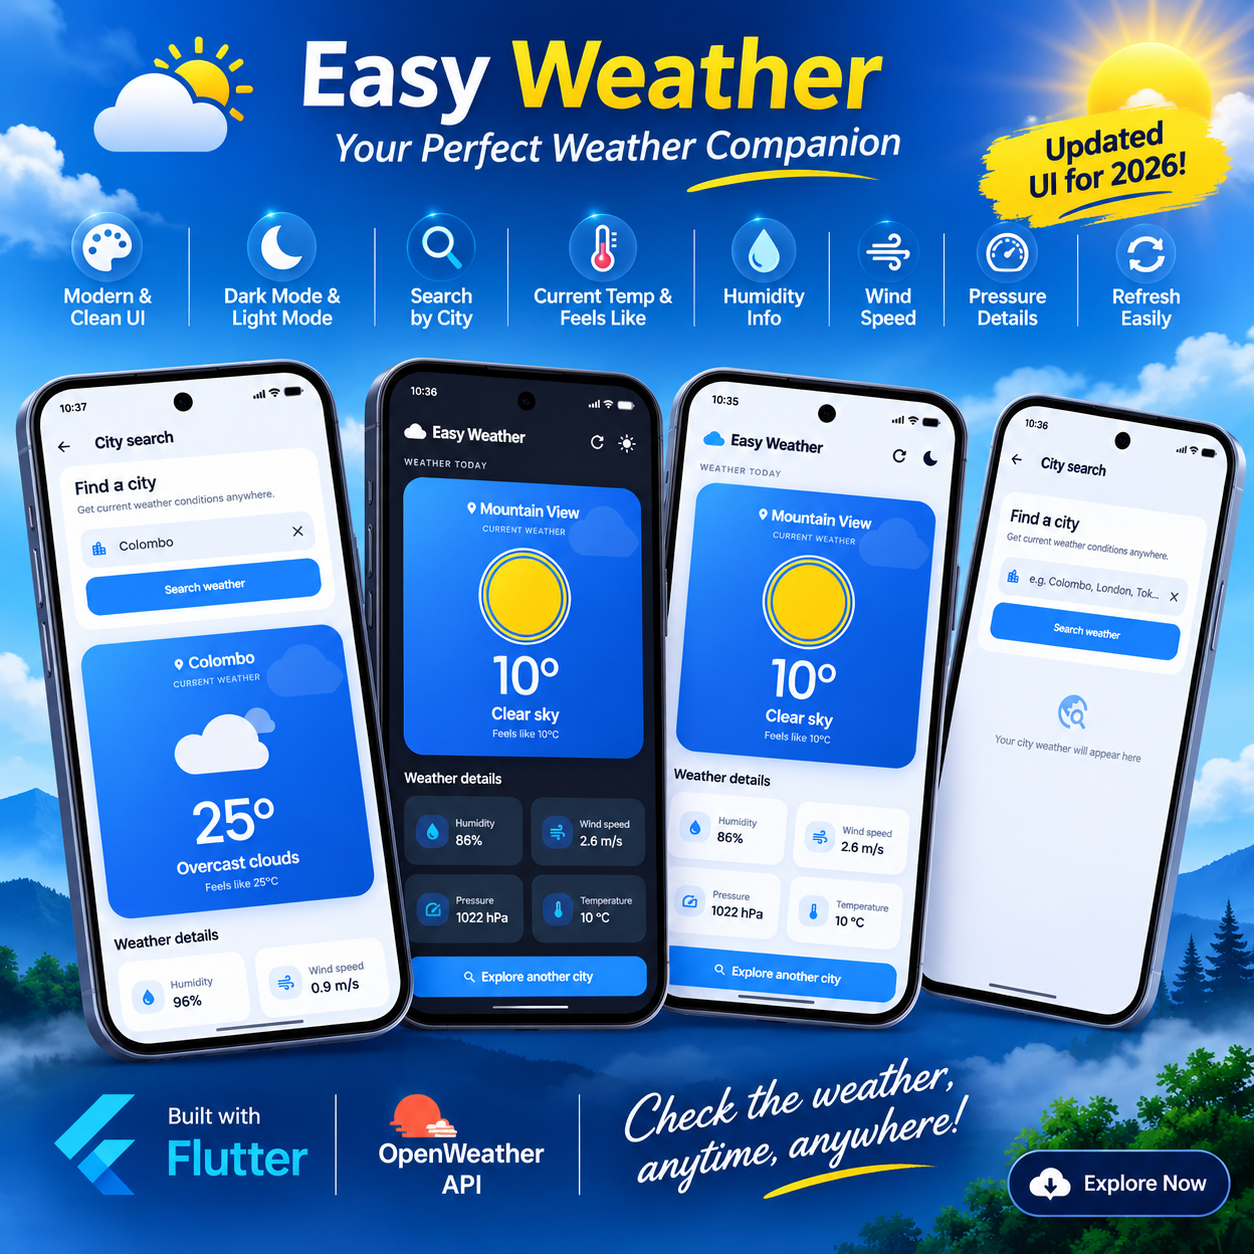 Easy Weather
Your Perfect Weather Companion
Updated
UI for 2026!
Modern &
Clean UI
Dark Mode &
Light Mode
Search
by City
Current Temp &
Feels Like
Humidity
Info
Wind
Speed
Pressure
Details
Refresh
Easily
10:37
City search
Find a city
Get current weather conditions anywhere.
Colombo
Search weather
Colombo
CURRENT WEATHER
25°
Overcast clouds
Feels like 25°C
Weather details
Humidity
96%
Wind speed
0.9 m/s
10:36
Easy Weather
WEATHER TODAY
Mountain View
CURRENT WEATHER
10°
Clear sky
Feels like 10°C
Weather details
Humidity
86%
Wind speed
2.6 m/s
Pressure
1022 hPa
Temperature
10 °C
Explore another city
10:35
Easy Weather
WEATHER TODAY
Mountain View
CURRENT WEATHER
10°
Clear sky
Feels like 10°C
Weather details
Humidity
86%
Wind speed
2.6 m/s
Pressure
1022 hPa
Temperature
10 °C
Explore another city
10:36
City search
Find a city
Get current weather conditions anywhere.
e.g. Colombo, London, Tok...
Search weather
Your city weather will appear here
Built with
Flutter
OpenWeather
API
Check the weather,
anytime, anywhere!
Explore Now